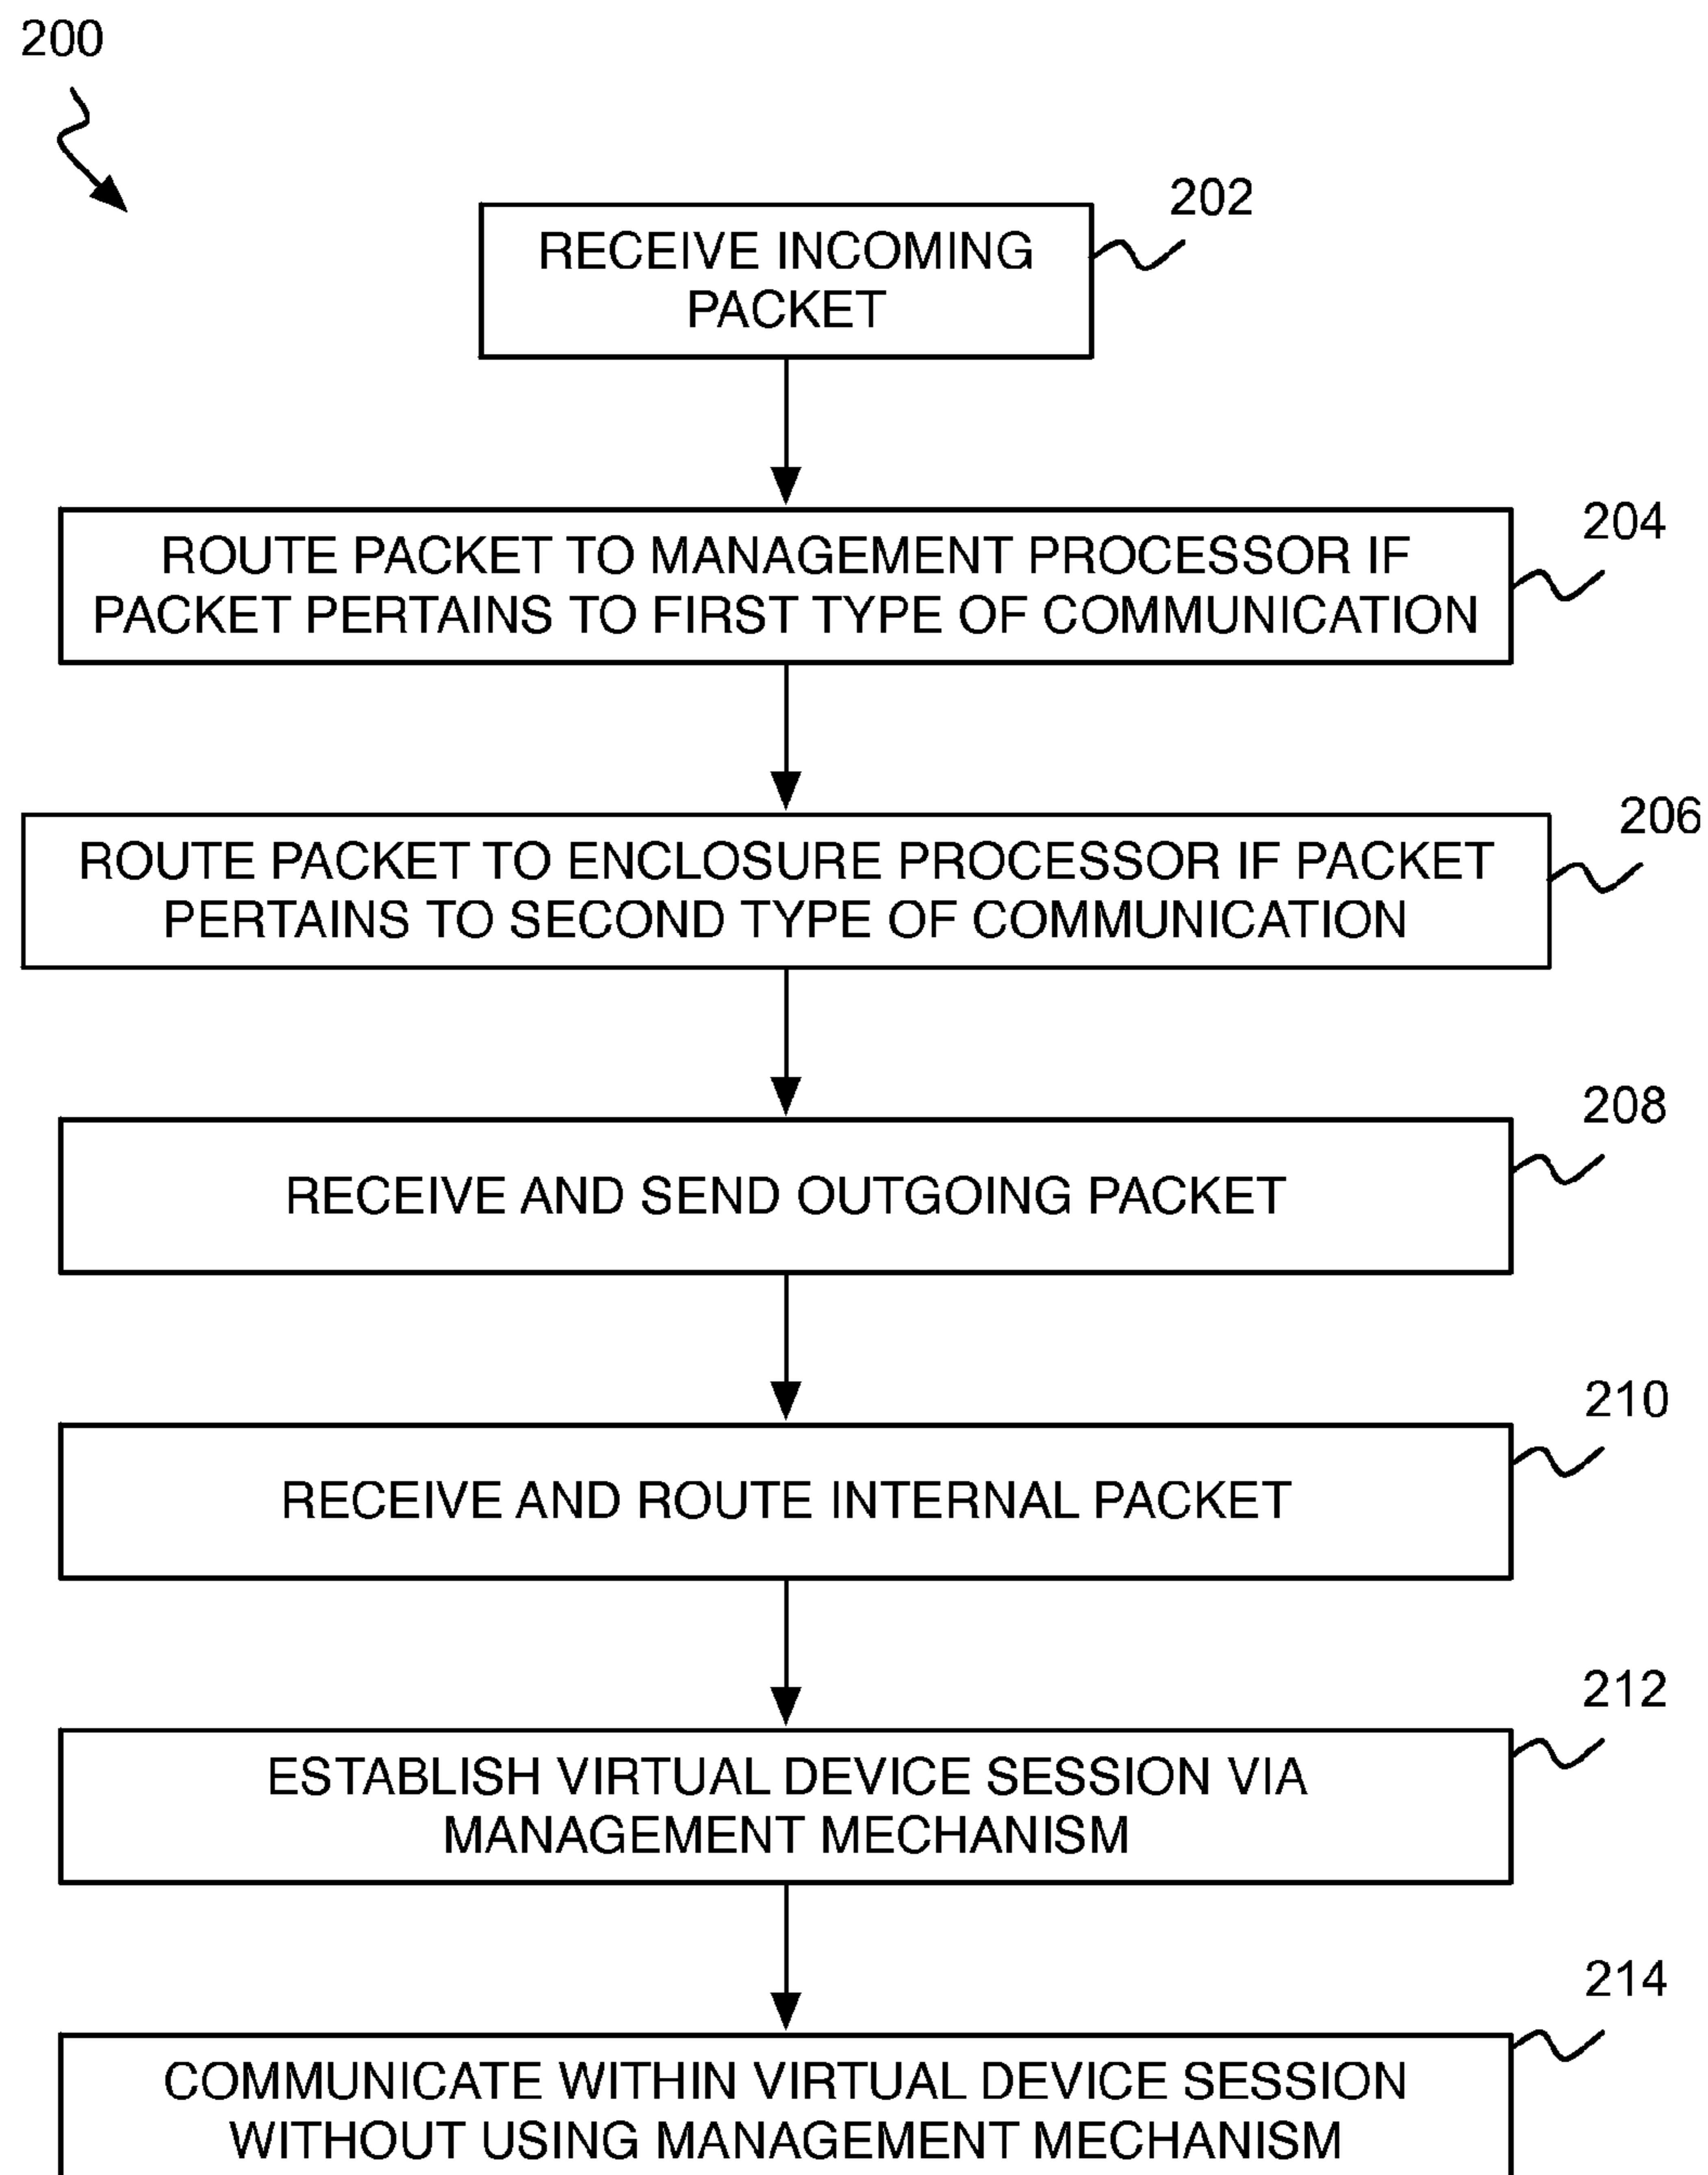 200
202
RECEIVE INCOMING
PACKET
204
ROUTE PACKET TO MANAGEMENT PROCESSOR IF
PACKET PERTAINS TO FIRST TYPE OF COMMUNICATION
206
ROUTE PACKET TO ENCLOSURE PROCESSOR IF PACKET
PERTAINS TO SECOND TYPE OF COMMUNICATION
208
RECEIVE AND SEND OUTGOING PACKET
210
RECEIVE AND ROUTE INTERNAL PACKET
212
ESTABLISH VIRTUAL DEVICE SESSION VIA
MANAGEMENT MECHANISM
214
COMMUNICATE WITHIN VIRTUAL DEVICE SESSION
WITHOUT USING MANAGEMENT MECHANISM